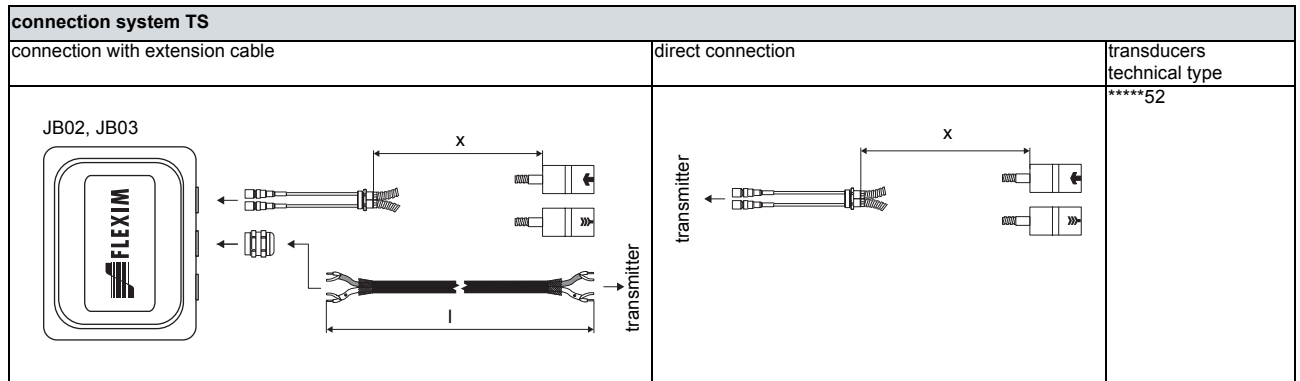 connection system TS
connection with extension cable
direct connection
transducers
technical type
*****52
JB02, JB03
FLEXIM
x
l
transmitter
transmitter
x